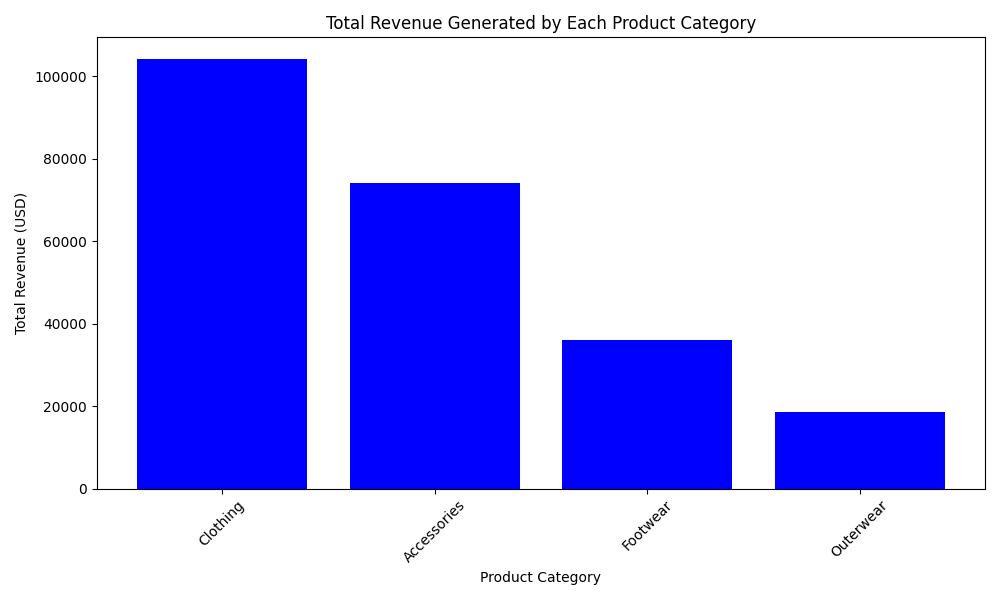 Total Revenue Generated by Each Product Category
Total Revenue (USD)
100000
80000
60000
40000
20000
0
Clothing
Accessories
Footwear
Outerwear
Product Category